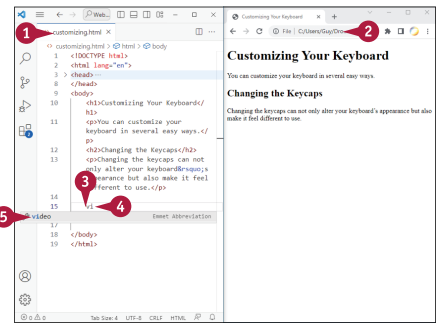 Web...
customizing.html
customizing.html > html > body
1 <!DOCTYPE html>
2 <html lang="en">
3 > <head>...
8 </head>
9 <body>
10 <h1>Customizing Your Keyboard</
h1>
11 <p>You can customize your
keyboard in several easy ways.</
p>
12 <h2>Changing the Keycaps</h2>
13 <p>Changing the keycaps can not
only alter your keyboard&rsquo;s
appearance but also make it feel
different to use.</p>
14
15 vi
video Emmet Abbreviation
17
18 </body>
19 </html>
2
0 0 Tab Size: 4 UTF-8 CRLF HTML
1
3
4
5
Customizing Your Keyboard
File | C:/Users/Guy/Dro
2
Customizing Your Keyboard
You can customize your keyboard in several easy ways.
Changing the Keycaps
Changing the keycaps can not only alter your keyboard's appearance but also
make it feel different to use.